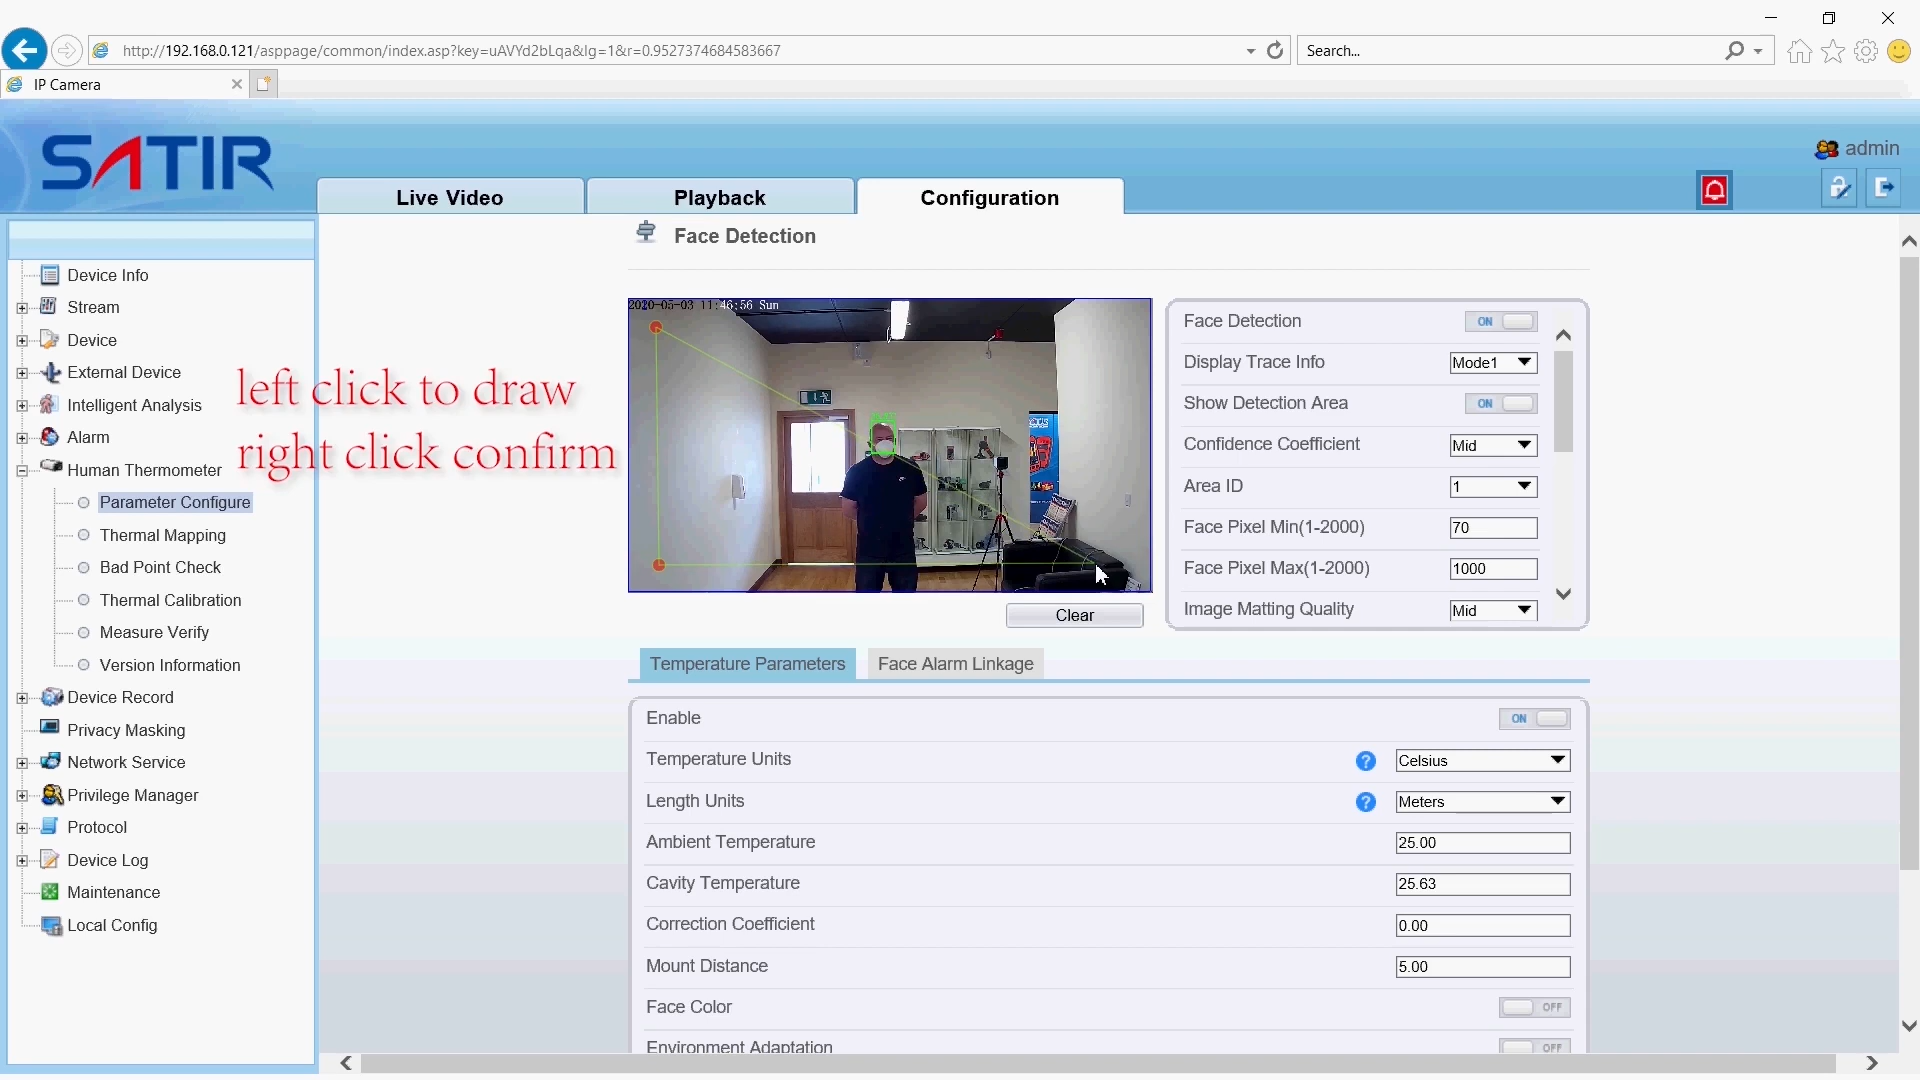 http://192.168.0.121/asppage/common/index.asp?key=uAVYd2bLqa&lg=1&r=0.9527374684583667
Search...
IP Camera
SATIR
admin
Live Video
Playback
Configuration
Face Detection
Device Info
Stream
Device
External Device
Intelligent Analysis
Alarm
Human Thermometer
Parameter Configure
Thermal Mapping
Bad Point Check
Thermal Calibration
Measure Verify
Version Information
Device Record
Privacy Masking
Network Service
Privilege Manager
Protocol
Device Log
Maintenance
Local Config
left click to draw
right click confirm
11:46:56 Sun
Clear
Face Detection ON
Display Trace Info Mode1
Show Detection Area ON
Confidence Coefficient Mid
Area ID 1
Face Pixel Min(1-2000) 70
Face Pixel Max(1-2000) 1000
Image Matting Quality Mid
Temperature Parameters
Face Alarm Linkage
Enable ON
Temperature Units ? Celsius
Length Units ? Meters
Ambient Temperature 25.00
Cavity Temperature 25.63
Correction Coefficient 0.00
Mount Distance 5.00
Face Color OFF
Environment Adaptation OFF